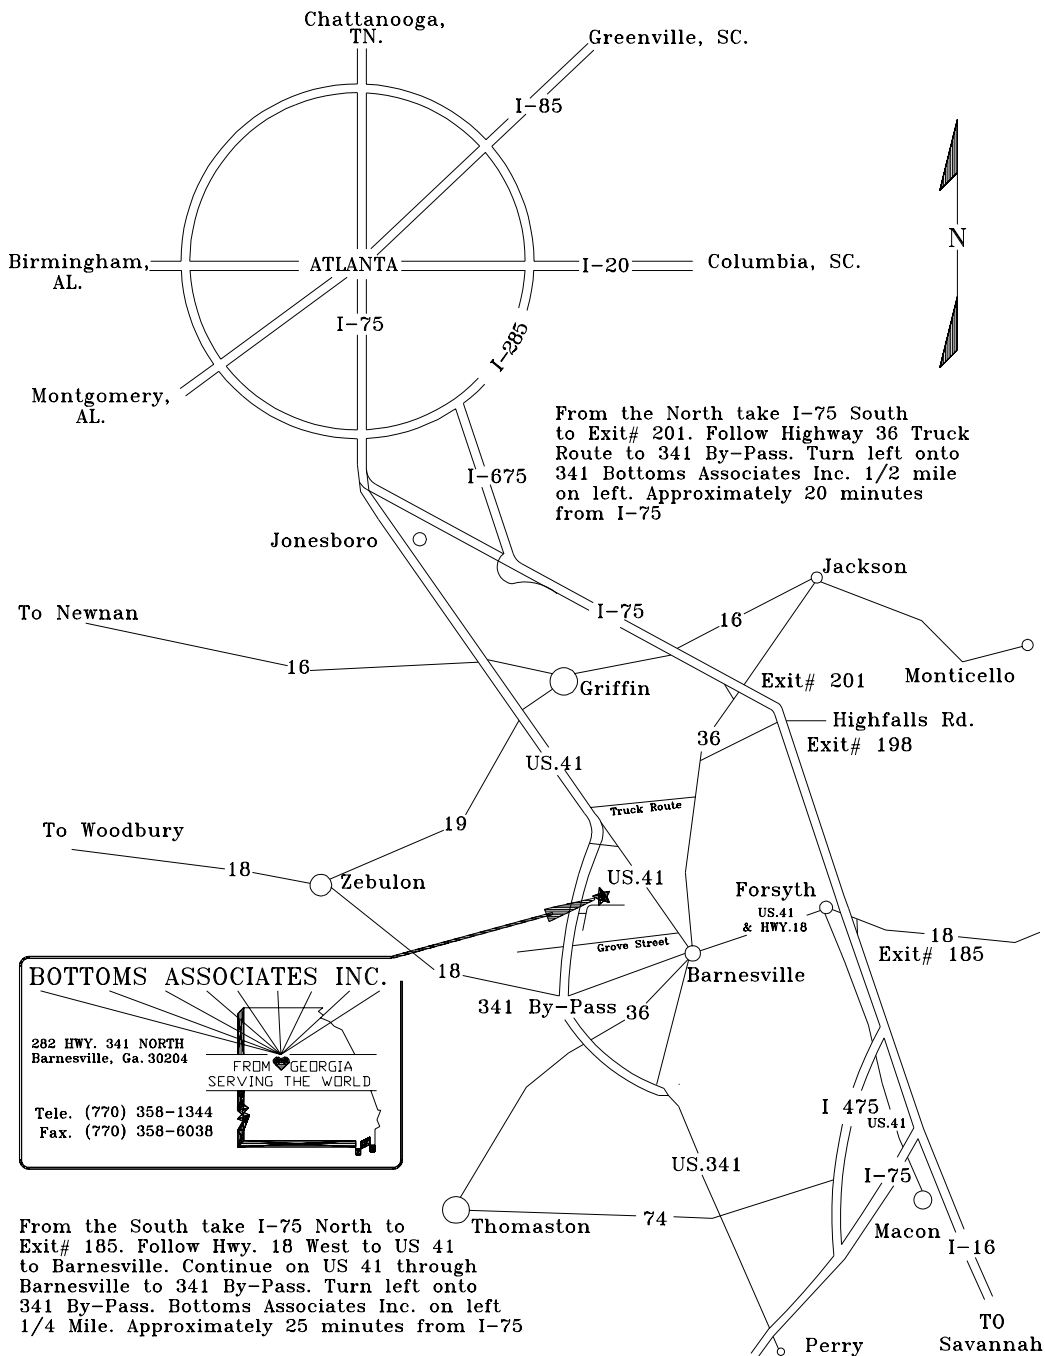 Chattanooga,
TN.
Greenville, SC.
I-85
N
Birmingham,
AL.
ATLANTA
I-20
Columbia, SC.
I-75
I-285
Montgomery,
AL.
From the North take I-75 South
to Exit# 201. Follow Highway 36 Truck
Route to 341 By-Pass. Turn left onto
341 Bottoms Associates Inc. 1/2 mile
on left. Approximately 20 minutes
from I-75
I-675
Jonesboro
Jackson
To Newnan
I-75
16
16
Monticello
Griffin
Exit# 201
Highfalls Rd.
36
Exit# 198
US.41
Truck Route
To Woodbury
19
18
Zebulon
US.41
Forsyth
US.41
& HWY.18
18
Exit# 185
Grove Street
Barnesville
18
341 By-Pass
36
BOTTOMS ASSOCIATES INC.
282 HWY. 341 NORTH
Barnesville, Ga. 30204
FROM GEORGIA
SERVING THE WORLD
Tele. (770) 358-1344
Fax. (770) 358-6038
I 475
US.41
US.341
I-75
Thomaston
74
Macon
I-16
From the South take I-75 North to
Exit# 185. Follow Hwy. 18 West to US 41
to Barnesville. Continue on US 41 through
Barnesville to 341 By-Pass. Turn left onto
341 By-Pass. Bottoms Associates Inc. on left
1/4 Mile. Approximately 25 minutes from I-75
Perry
TO
Savannah